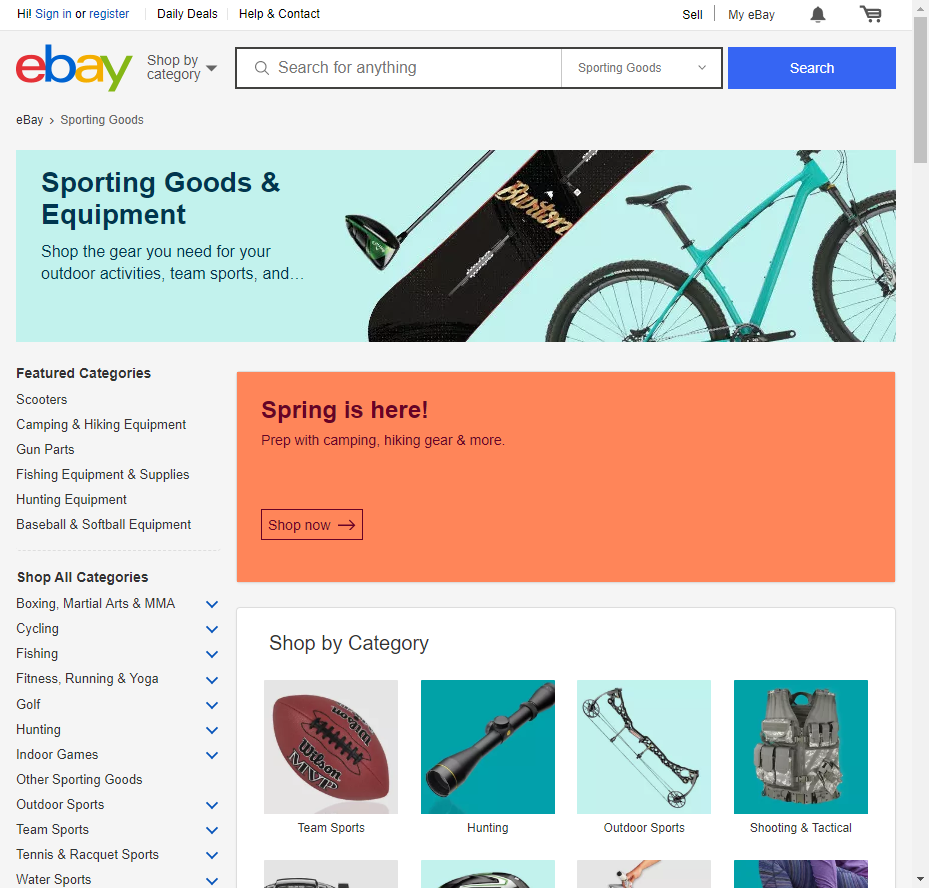 Hi! Sign in or register
Daily Deals
Help & Contact
Sell
My eBay
ebay
Shop by
category
Search for anything
Sporting Goods
Search
eBay
Sporting Goods
Sporting Goods &
Equipment
Shop the gear you need for your
outdoor activities, team sports, and…
Burton
Featured Categories
Scooters
Camping & Hiking Equipment
Gun Parts
Fishing Equipment & Supplies
Hunting Equipment
Baseball & Softball Equipment
Spring is here!
Prep with camping, hiking gear & more.
Shop now
Shop All Categories
Boxing, Martial Arts & MMA
Cycling
Fishing
Fitness, Running & Yoga
Golf
Hunting
Indoor Games
Other Sporting Goods
Outdoor Sports
Team Sports
Tennis & Racquet Sports
Water Sports
Shop by Category
Wilson
Wilson
MVP
Team Sports
Hunting
Outdoor Sports
Shooting & Tactical